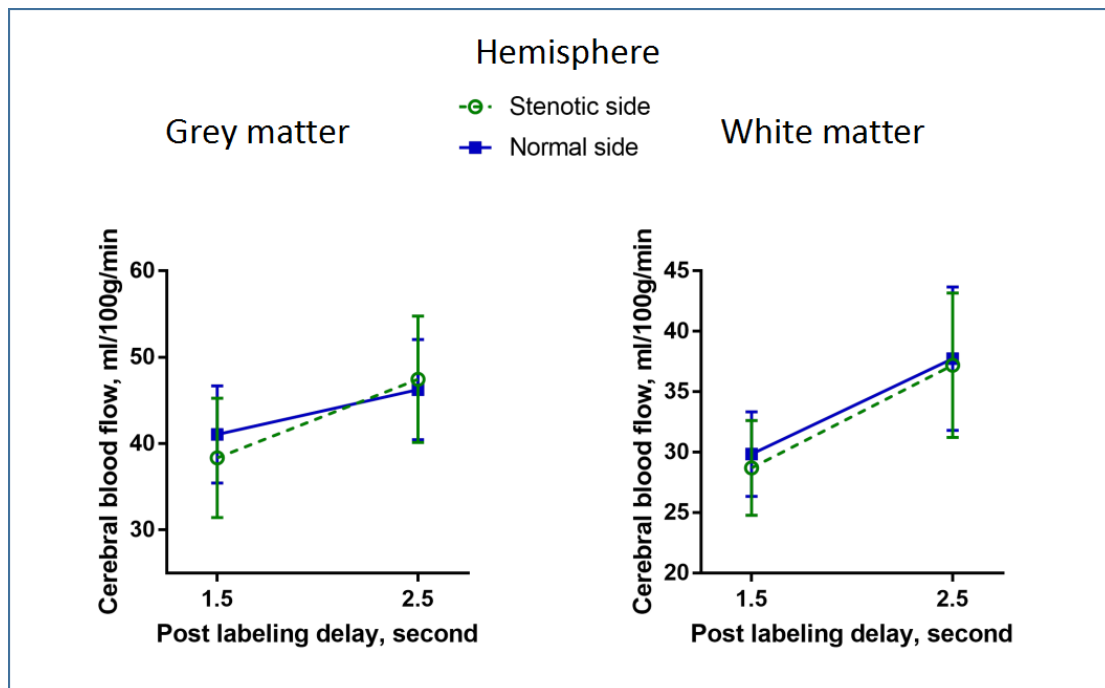 Hemisphere
Stenotic side
Normal side
Grey matter
White matter
Cerebral blood flow, ml/100g/min
60
50
40
30
1.5
2.5
Post labeling delay, second
Cerebral blood flow, ml/100g/min
45
40
35
30
25
20
1.5
2.5
Post labeling delay, second